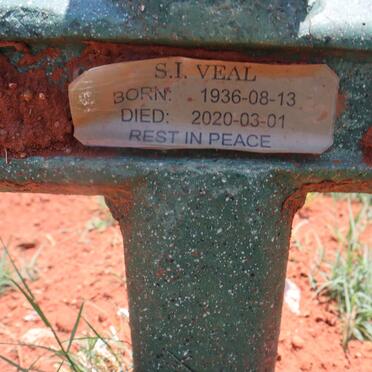 S.I. VEAL
BORN: 1936-08-13
DIED: 2020-03-01
REST IN PEACE